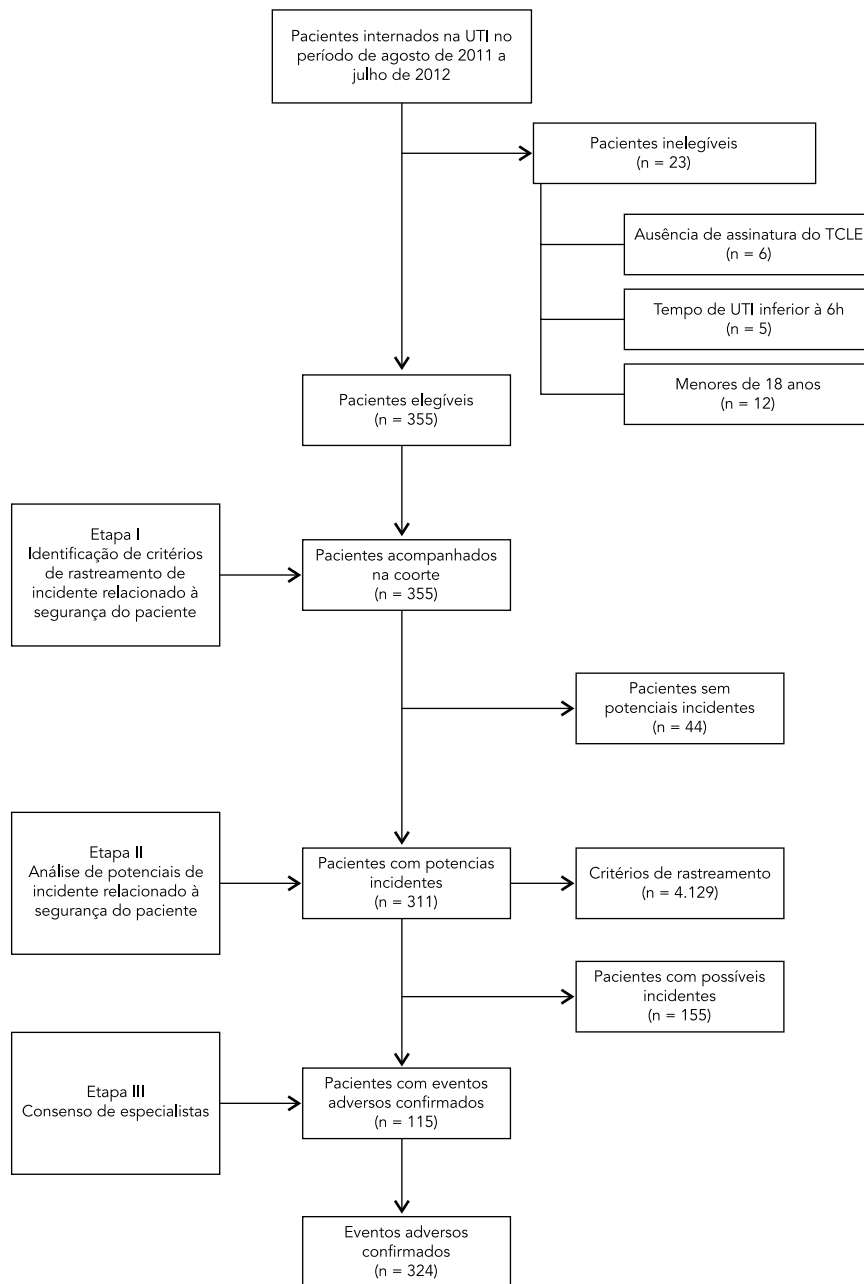 Pacientes internados na UTI no
período de agosto de 2011 a
julho de 2012
Pacientes inelegíveis
(n = 23)
Ausência de assinatura do TCLE
(n = 6)
Tempo de UTI inferior à 6h
(n = 5)
Menores de 18 anos
(n = 12)
Pacientes elegíveis
(n = 355)
Etapa I
Identificação de critérios
de rastreamento de
incidente relacionado à
segurança do paciente
Pacientes acompanhados
na coorte
(n = 355)
Pacientes sem
potenciais incidentes
(n = 44)
Etapa II
Análise de potenciais de
incidente relacionado à
segurança do paciente
Pacientes com potencias
incidentes
(n = 311)
Critérios de rastreamento
(n = 4.129)
Pacientes com possíveis
incidentes
(n = 155)
Etapa III
Consenso de especialistas
Pacientes com eventos
adversos confirmados
(n = 115)
Eventos adversos
confirmados
(n = 324)